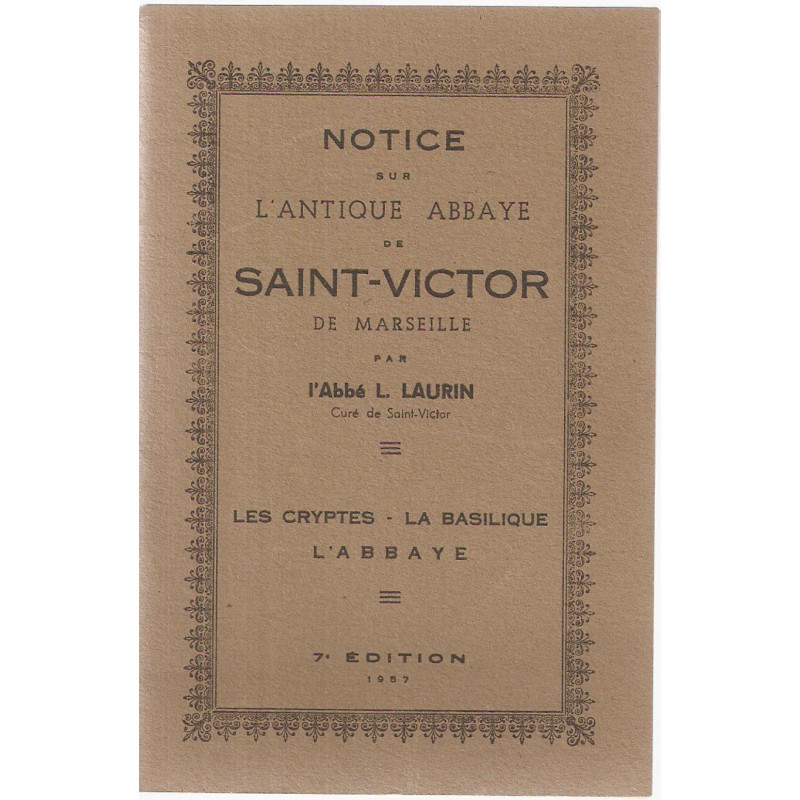 NOTICE
SUR
L'ANTIQUE ABBAYE
DE
SAINT-VICTOR
DE MARSEILLE
PAR
l'Abbé L. LAURIN
Curé de Saint-Victor
LES CRYPTES - LA BASILIQUE
L'ABBAYE
7e ÉDITION
1957